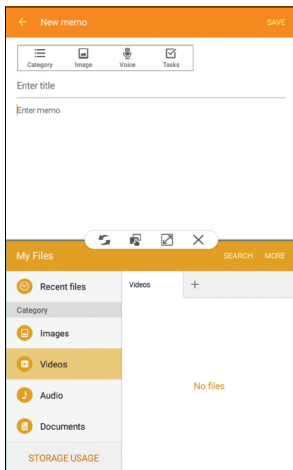 New memo SAVE
Category Image Voice Tasks
Enter title
Enter memo
My Files SEARCH MORE
Recent files
Category
Images
Videos
Audio
Documents
STORAGE USAGE
Videos +
No files